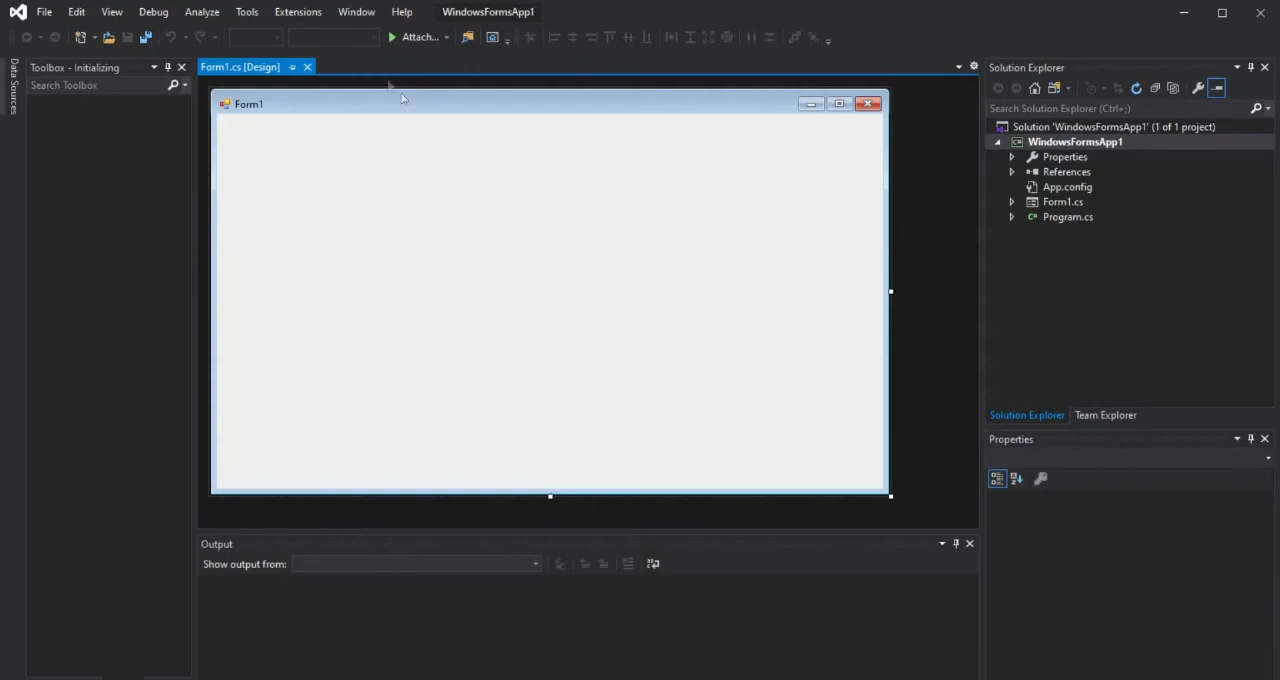 File Edit View Debug Analyze Tools Extensions Window Help WindowsFormsApp1
Attach...
Data Sources
Toolbox - Initializing
Search Toolbox
Form1.cs [Design]
Form1
Solution Explorer
Search Solution Explorer (Ctrl+;)
Solution 'WindowsFormsApp1' (1 of 1 project)
WindowsFormsApp1
Properties
References
App.config
Form1.cs
Program.cs
Solution Explorer Team Explorer
Properties
Output
Show output from: